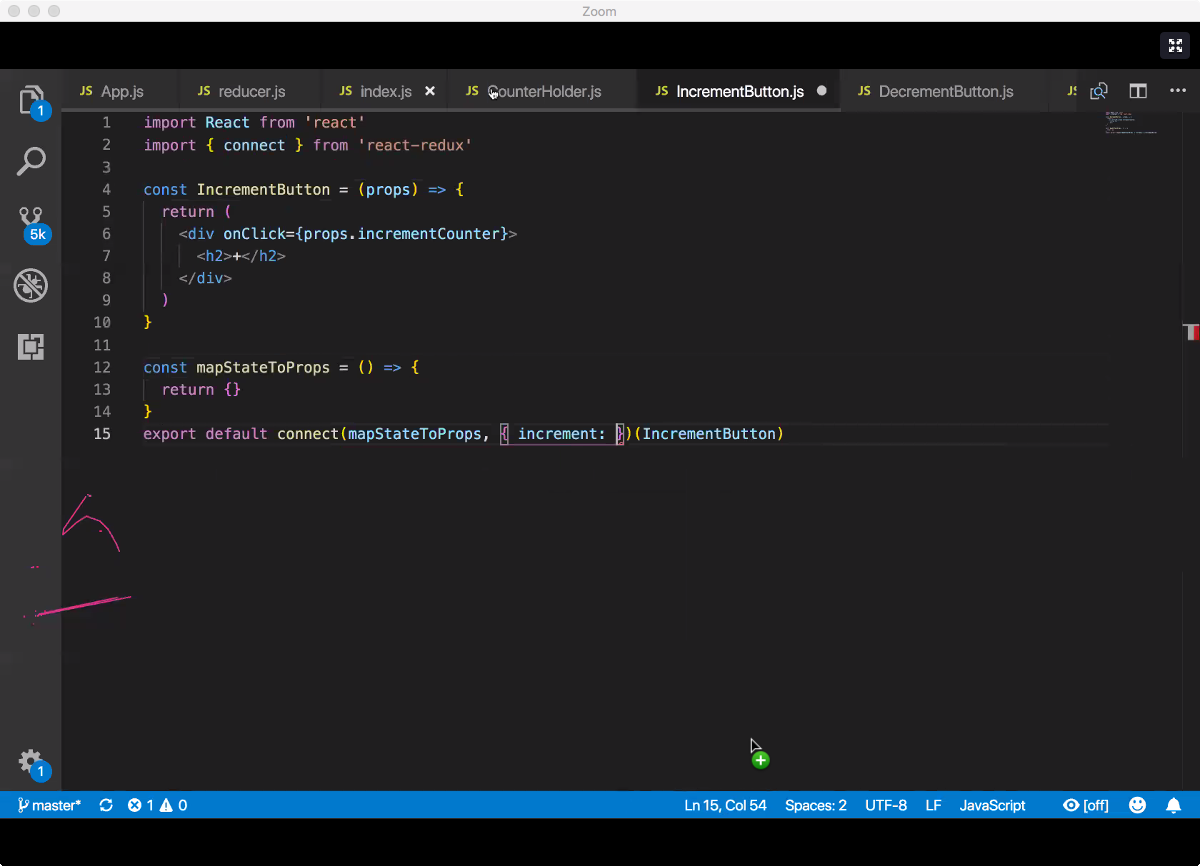 Zoom
1
JS App.js
JS reducer.js
JS index.js
JS CounterHolder.js
JS IncrementButton.js
JS DecrementButton.js
JS
5k
1 import React from 'react'
2 import { connect } from 'react-redux'
3
4 const IncrementButton = (props) => {
5 return (
6 <div onClick={props.incrementCounter}>
7 <h2>+</h2>
8 </div>
9 )
10 }
11
12 const mapStateToProps = () => {
13 return {}
14 }
15 export default connect(mapStateToProps, { increment: })(IncrementButton)
1
master* 1 0 Ln 15, Col 54 Spaces: 2 UTF-8 LF JavaScript [off]